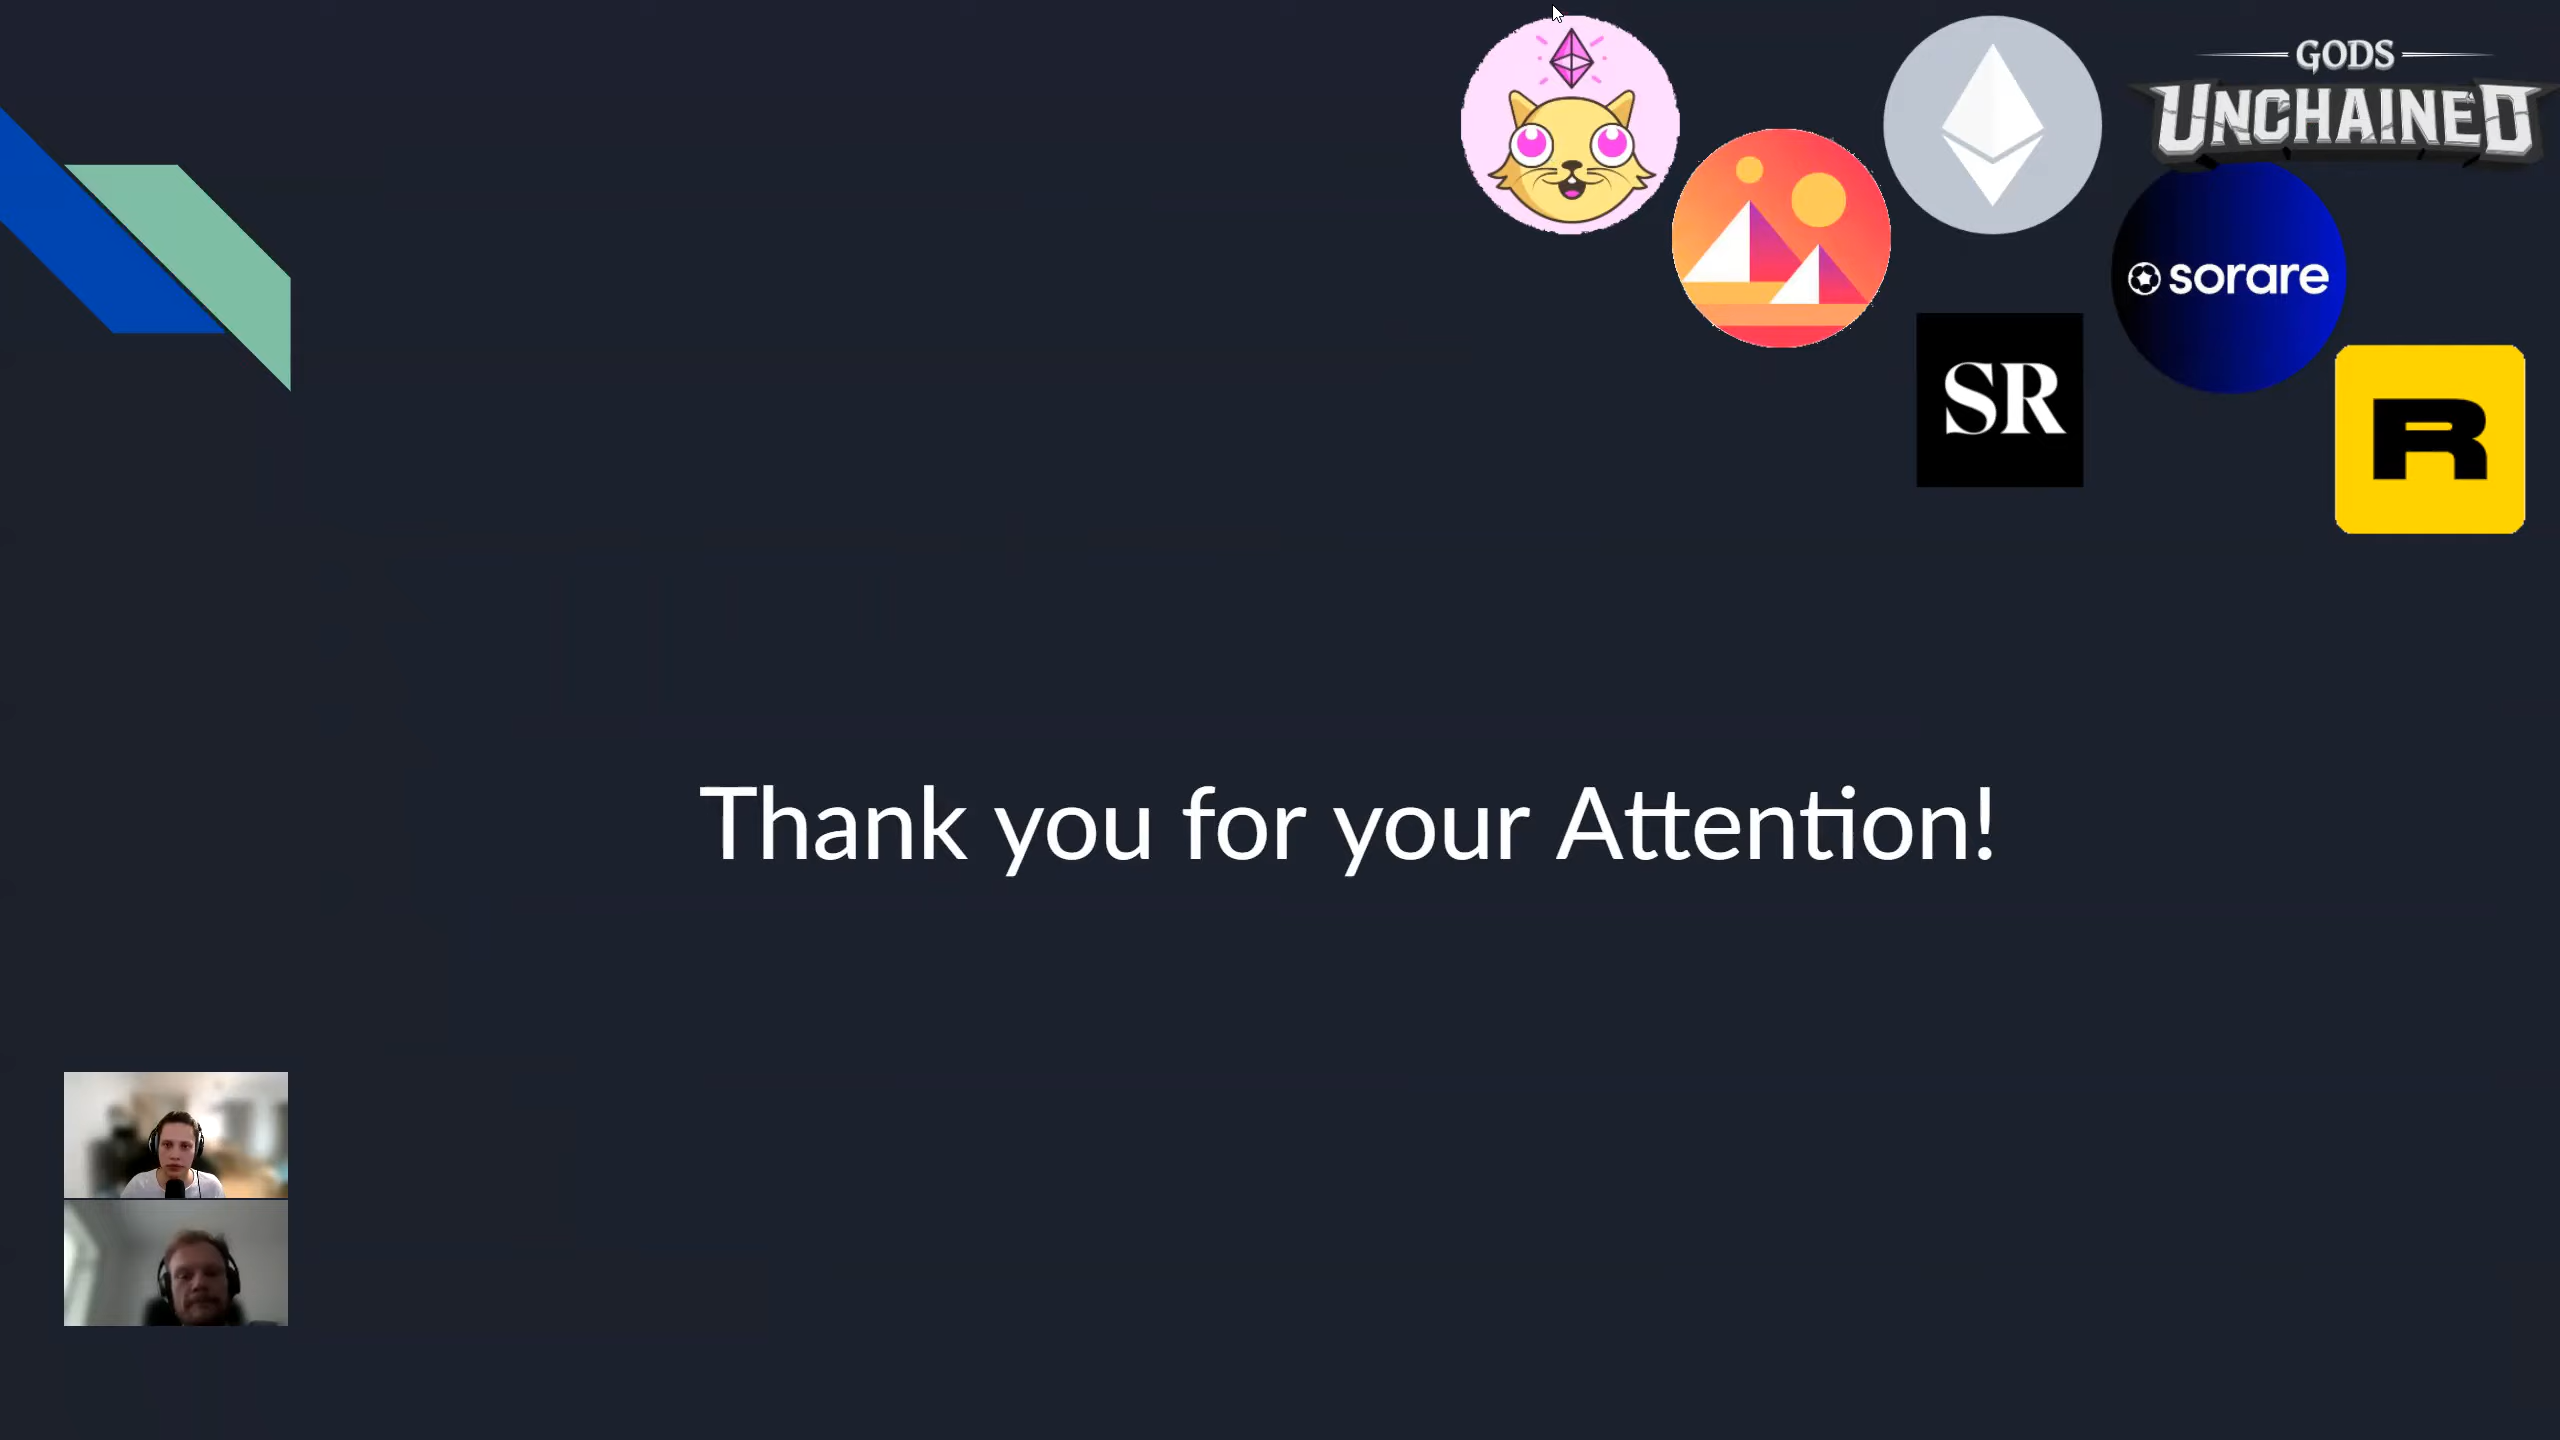 GODS
UNCHAINED
sorare
SR
R
Thank you for your Attention!